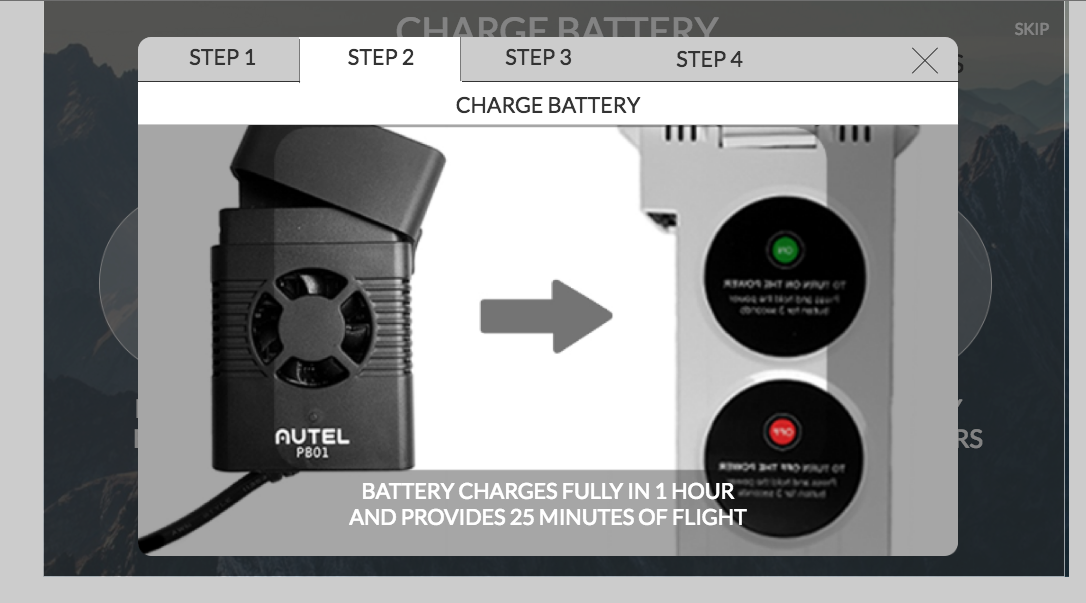 CHARGE BATTERY
SKIP
STEP 1
STEP 2
STEP 3
STEP 4
CHARGE BATTERY
ON
TO TURN ON THE POWER
Press and hold the power
button for 3 seconds
AUTEL
P801
OFF
TO TURN OFF THE POWER
Press and hold the power
button for 3 seconds
BATTERY CHARGES FULLY IN 1 HOUR
AND PROVIDES 25 MINUTES OF FLIGHT
RS